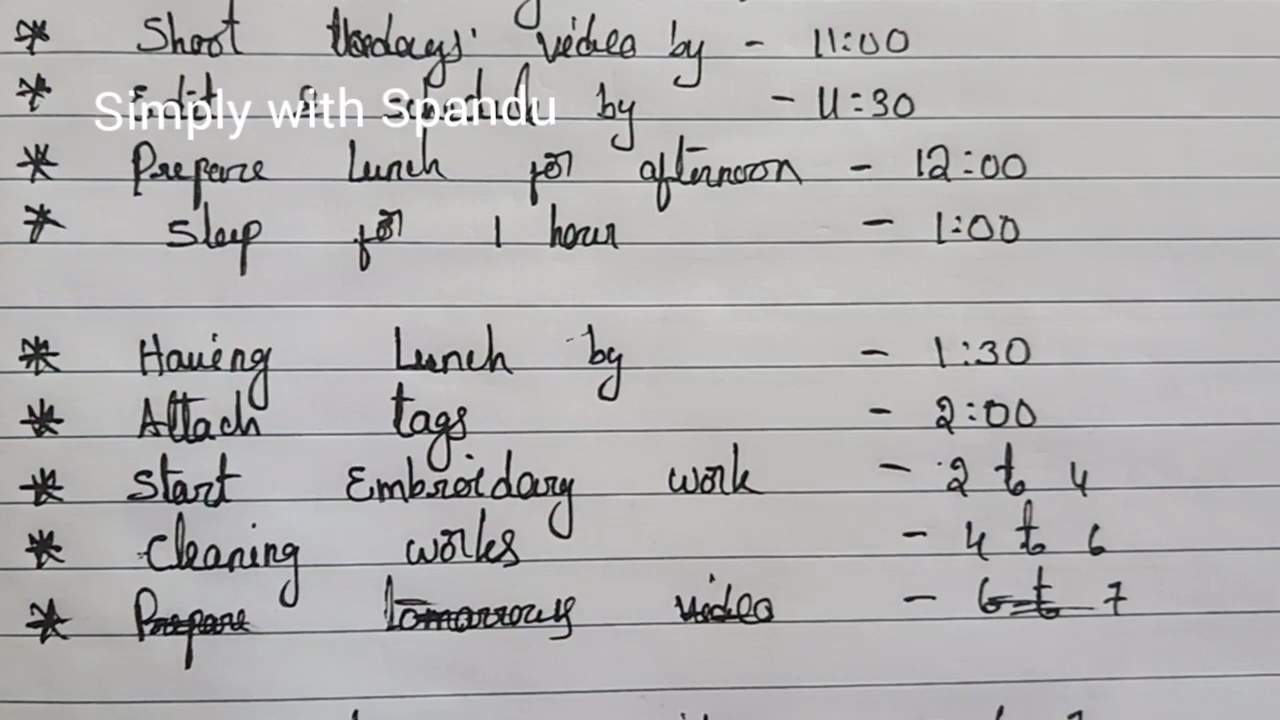 * Shoot todays' video by - 11:00
* Edit & schedule by - 11:30
Simply with Spandu
* Prepare Lunch for afternoon - 12:00
* Sleep for 1 hour - 1:00
* Having Lunch by - 1:30
* Attach tags - 2:00
* Start Embroidary work - 2 to 4
* Cleaning works - 4 to 6
* Prepare tomorrows video - 6 to 7